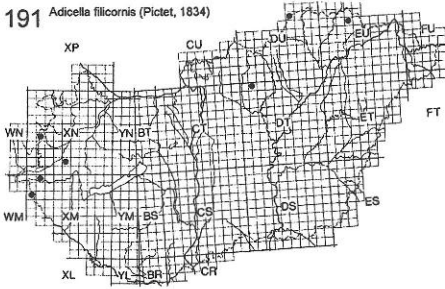 191 Adicella filicornis (Pictet, 1834)
XP CU DU EU FU
WN XN YN BT C DT ET FT
WM XM YM BS CS DS ES
XL YL BR CR